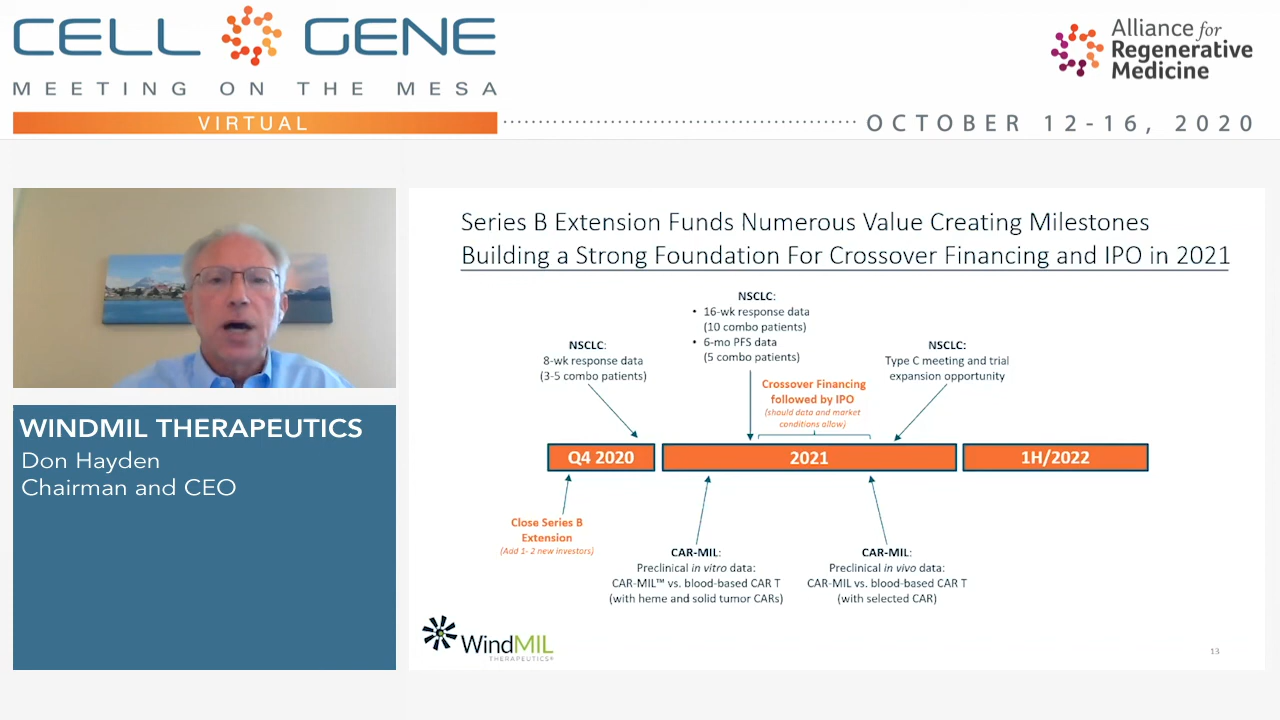 CELL GENE
MEETING ON THE MESA
VIRTUAL
Alliance for
Regenerative
Medicine
OCTOBER 12-16, 2020
WINDMIL THERAPEUTICS
Don Hayden
Chairman and CEO
Series B Extension Funds Numerous Value Creating Milestones
Building a Strong Foundation For Crossover Financing and IPO in 2021
NSCLC:
8-wk response data
(3-5 combo patients)
NSCLC:
• 16-wk response data
(10 combo patients)
• 6-mo PFS data
(5 combo patients)
Crossover Financing
followed by IPO
(should data and market
conditions allow)
NSCLC:
Type C meeting and trial
expansion opportunity
Q4 2020
2021
1H/2022
Close Series B
Extension
(Add 1- 2 new investors)
CAR-MIL:
Preclinical in vitro data:
CAR-MIL™ vs. blood-based CAR T
(with heme and solid tumor CARs)
CAR-MIL:
Preclinical in vivo data:
CAR-MIL vs. blood-based CAR T
(with selected CAR)
WindMIL
THERAPEUTICS®
13